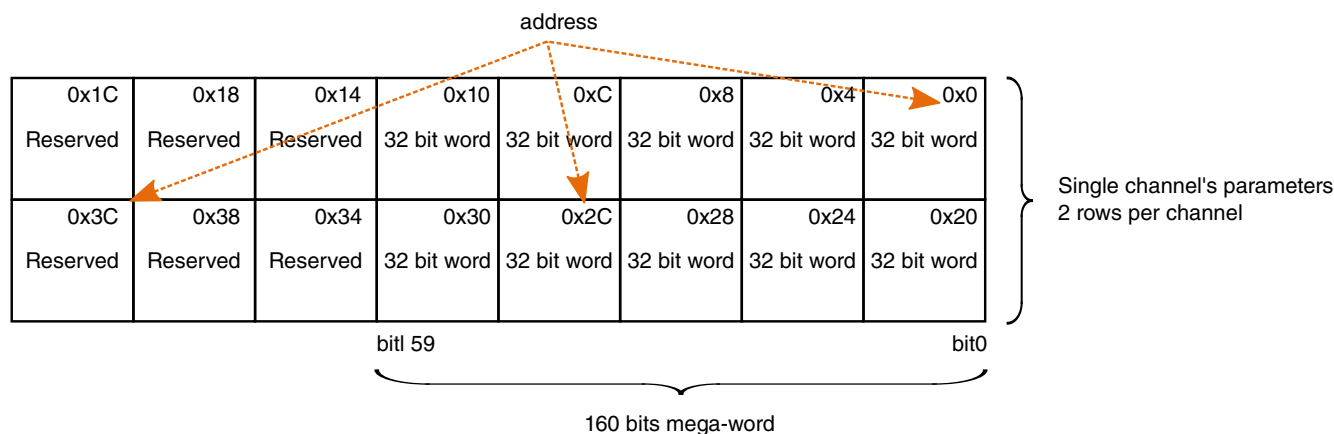 address
0x1C 0x18 0x14 0x10 0xC 0x8 0x4 0x0
Reserved Reserved Reserved 32 bit word 32 bit word 32 bit word 32 bit word 32 bit word
0x3C 0x38 0x34 0x30 0x2C 0x28 0x24 0x20
Reserved Reserved Reserved 32 bit word 32 bit word 32 bit word 32 bit word 32 bit word
Single channel's parameters
2 rows per channel
bitl 59 bit0
160 bits mega-word